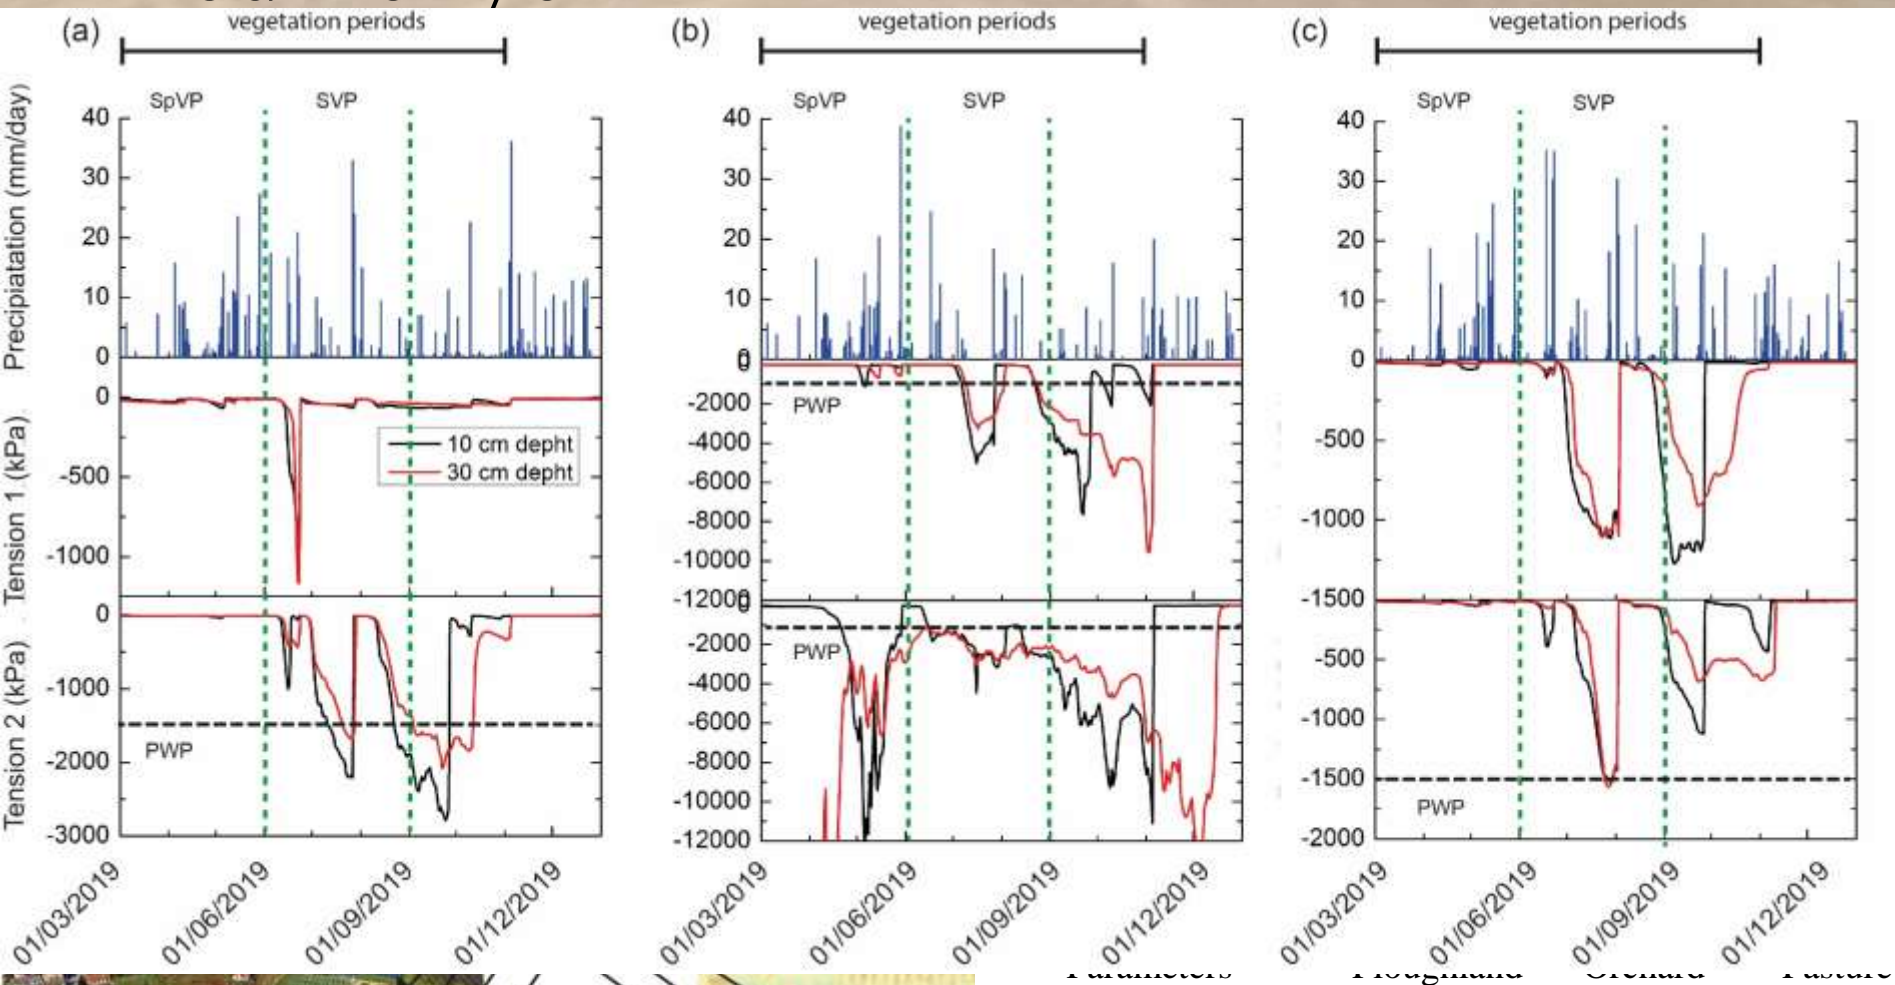 (a)
vegetation periods
SpVP
SVP
Precipiatation (mm/day)
40
30
20
10
0
Tension 1 (kPa)
0
-500
-1000
10 cm depht
30 cm depht
Tension 2 (kPa)
0
-1000
-2000
-3000
PWP
01/03/2019
01/06/2019
01/09/2019
01/12/2019
(b)
vegetation periods
SpVP
SVP
40
30
20
10
0
0
-2000
-4000
-6000
-8000
-10000
-12000
PWP
0
-2000
-4000
-6000
-8000
-10000
-12000
PWP
01/03/2019
01/06/2019
01/09/2019
01/12/2019
(c)
vegetation periods
SpVP
SVP
40
30
20
10
0
-500
-1000
-1500
-500
-1000
-1500
-2000
PWP
01/03/2019
01/06/2019
01/09/2019
01/12/2019
Parameters Ploughland Orchard Pasture